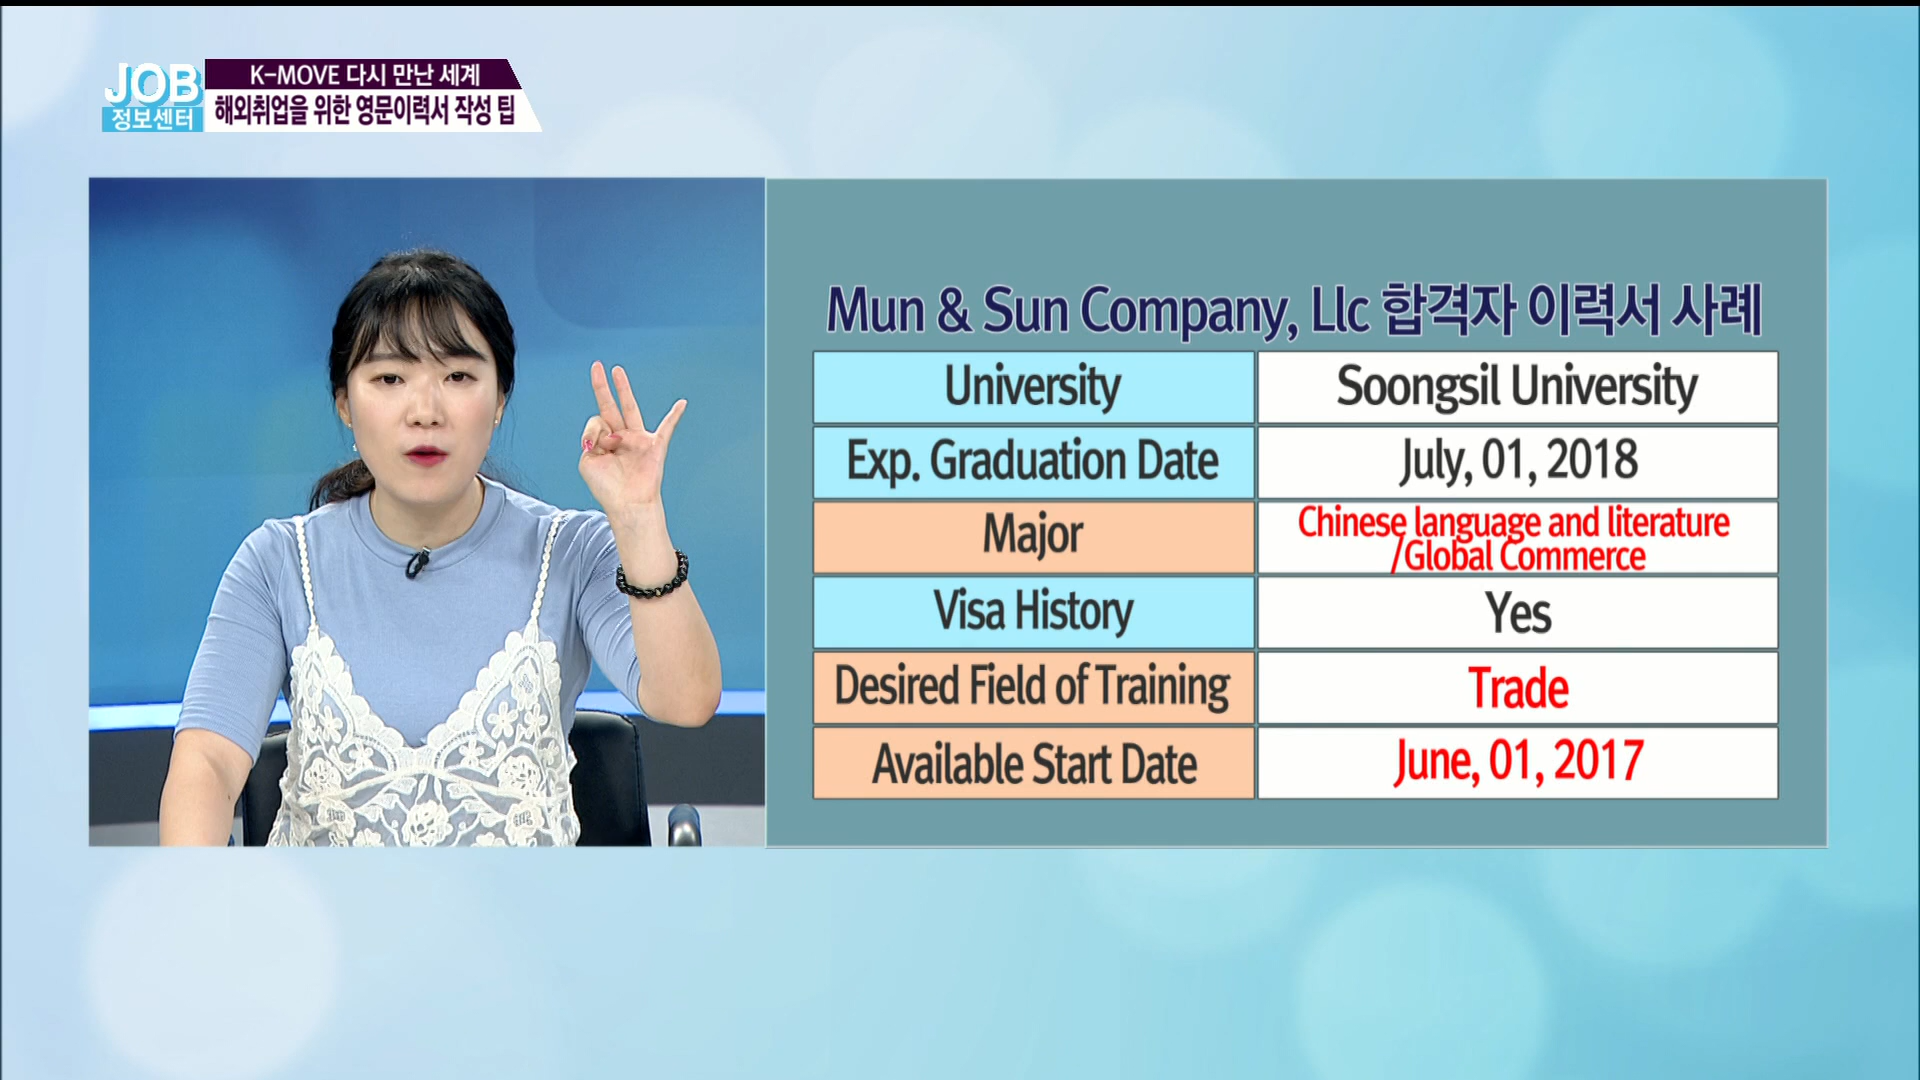 JOB
정보센터
K-MOVE 다시 만난 세계
해외취업을 위한 영문이력서 작성 팁
Mun & Sun Company, Llc 합격자 이력서 사례
University
Soongsil University
Exp. Graduation Date
July, 01, 2018
Major
Chinese language and literature
/Global Commerce
Visa History
Yes
Desired Field of Training
Trade
Available Start Date
June, 01, 2017